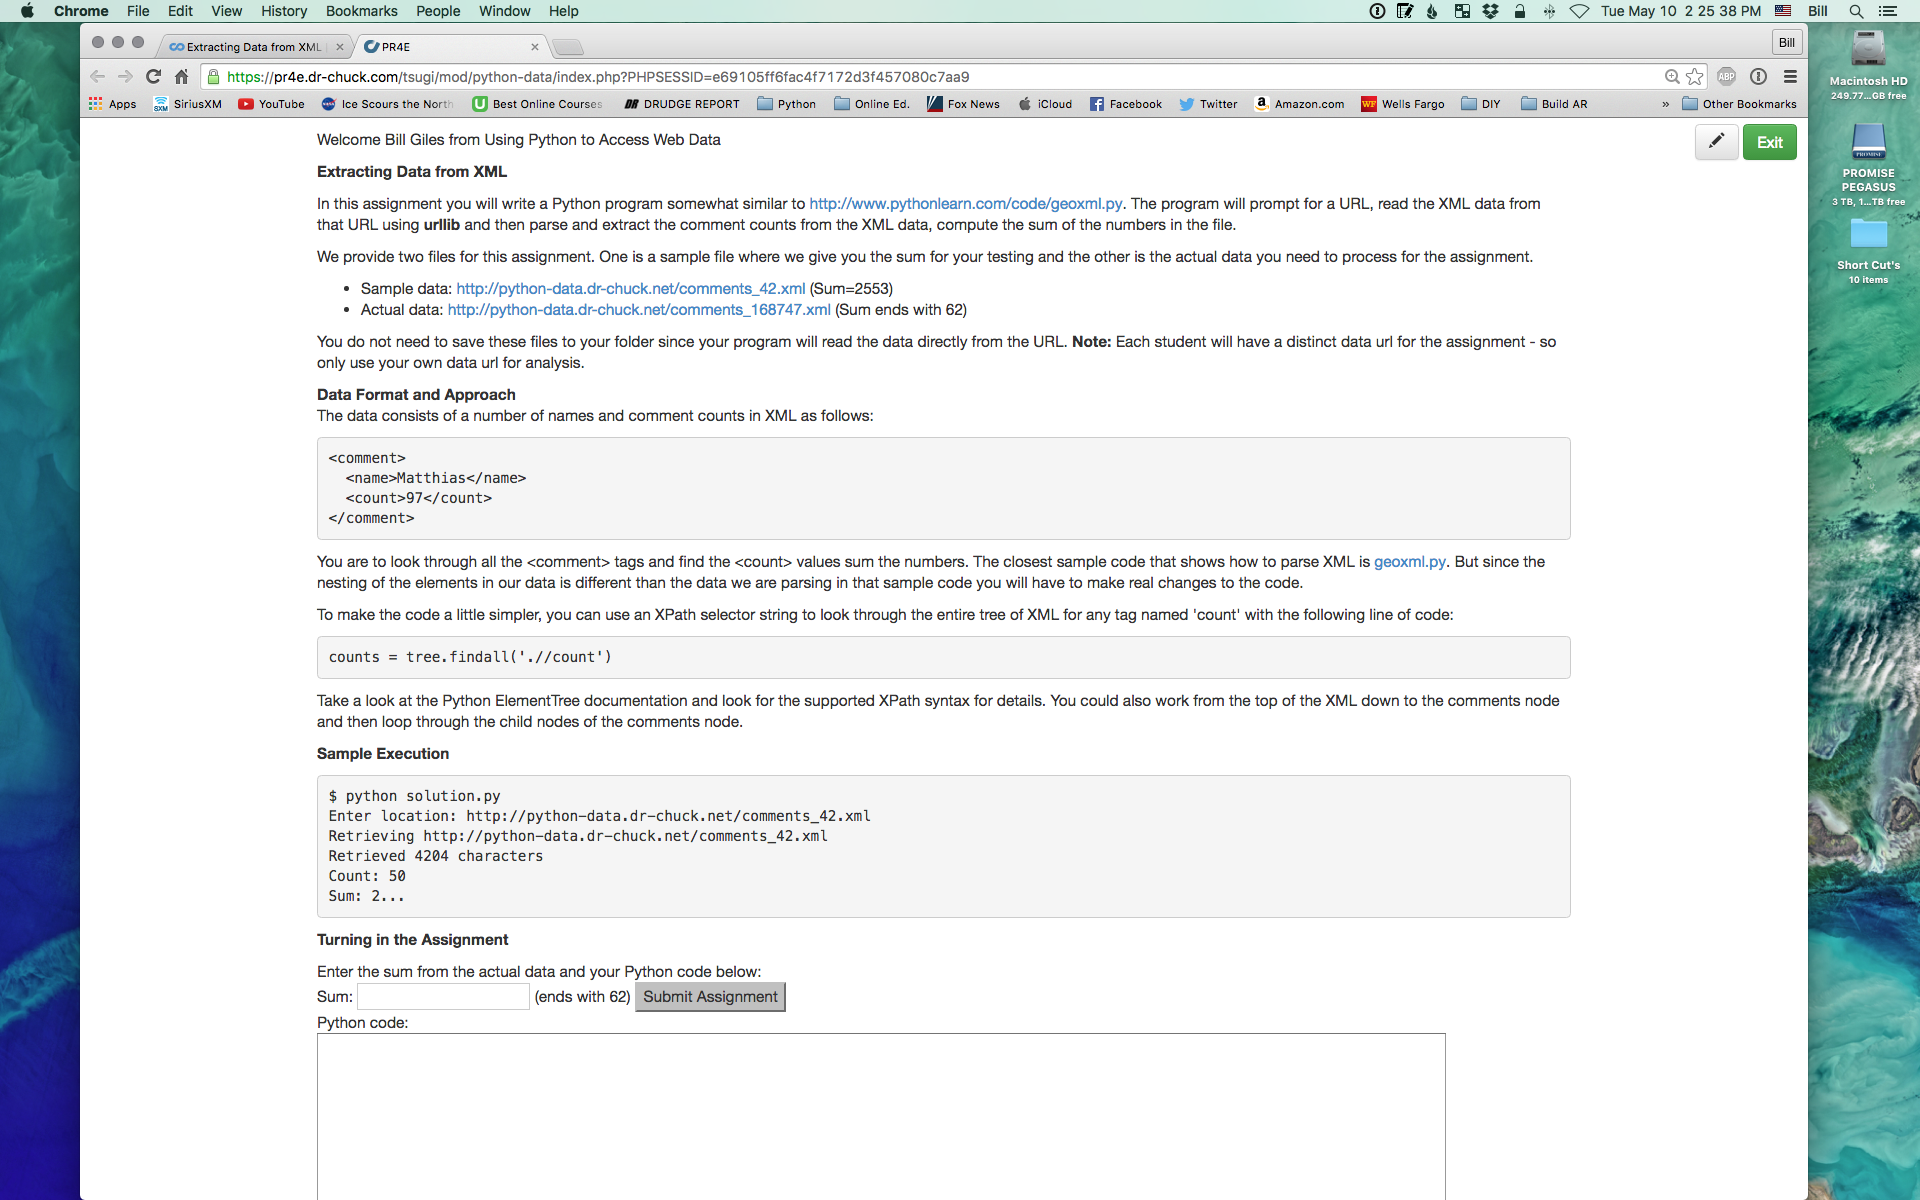 Chrome File Edit View History Bookmarks People Window Help Tue May 10 2 25 38 PM Bill
Extracting Data from XML PR4E Bill
https://pr4e.dr-chuck.com/tsugi/mod/python-data/index.php?PHPSESSID=e69105ff6fac4f7172d3f457080c7aa9 ABP
Apps SiriusXM YouTube Ice Scours the North Best Online Courses DRUDGE REPORT Python Online Ed. Fox News iCloud Facebook Twitter Amazon.com Wells Fargo DIY Build AR » Other Bookmarks
Welcome Bill Giles from Using Python to Access Web Data
Exit
Extracting Data from XML
In this assignment you will write a Python program somewhat similar to http://www.pythonlearn.com/code/geoxml.py. The program will prompt for a URL, read the XML data from
that URL using urllib and then parse and extract the comment counts from the XML data, compute the sum of the numbers in the file.
We provide two files for this assignment. One is a sample file where we give you the sum for your testing and the other is the actual data you need to process for the assignment.
• Sample data: http://python-data.dr-chuck.net/comments_42.xml (Sum=2553)
• Actual data: http://python-data.dr-chuck.net/comments_168747.xml (Sum ends with 62)
You do not need to save these files to your folder since your program will read the data directly from the URL. Note: Each student will have a distinct data url for the assignment - so
only use your own data url for analysis.
Data Format and Approach
The data consists of a number of names and comment counts in XML as follows:
<comment>
  <name>Matthias</name>
  <count>97</count>
</comment>
You are to look through all the <comment> tags and find the <count> values sum the numbers. The closest sample code that shows how to parse XML is geoxml.py. But since the
nesting of the elements in our data is different than the data we are parsing in that sample code you will have to make real changes to the code.
To make the code a little simpler, you can use an XPath selector string to look through the entire tree of XML for any tag named 'count' with the following line of code:
counts = tree.findall('.//count')
Take a look at the Python ElementTree documentation and look for the supported XPath syntax for details. You could also work from the top of the XML down to the comments node
and then loop through the child nodes of the comments node.
Sample Execution
$ python solution.py
Enter location: http://python-data.dr-chuck.net/comments_42.xml
Retrieving http://python-data.dr-chuck.net/comments_42.xml
Retrieved 4204 characters
Count: 50
Sum: 2...
Turning in the Assignment
Enter the sum from the actual data and your Python code below:
Sum: (ends with 62) Submit Assignment
Python code:
Macintosh HD
249.77...GB free
PROMISE
PROMISE
PEGASUS
3 TB, 1...TB free
Short Cut's
10 items